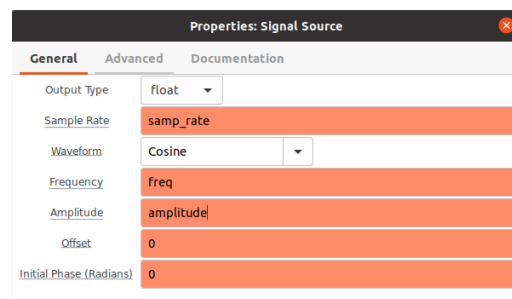 Properties: Signal Source
General Advanced Documentation
Output Type float
Sample Rate samp_rate
Waveform Cosine
Frequency freq
Amplitude amplitude
Offset 0
Initial Phase (Radians) 0